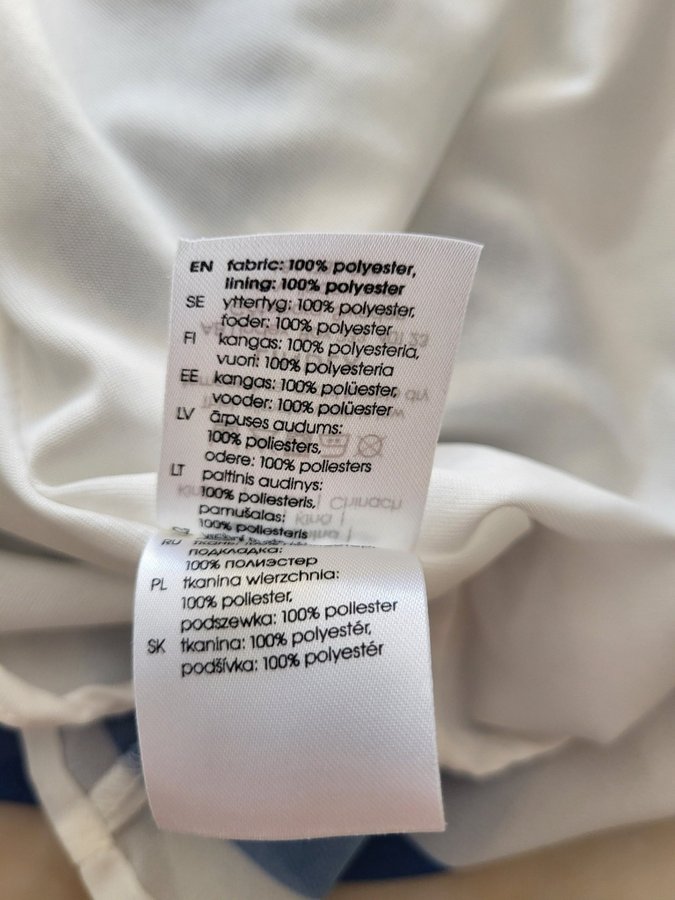 EN fabric: 100% polyester,
lining: 100% polyester
SE yttertyg: 100% polyester,
foder: 100% polyester
FI kangas: 100% polyesteria,
vuori: 100% polyesteria
EE kangas: 100% polüester,
vooder: 100% polüester
LV ārpuses audums:
100% poliesters,
odere: 100% poliesters
LT paltinis audinys:
100% poliesteris,
pamušalas:
100% poliesteris
RU
подкладка:
100% полиэстер
PL tkanina wierzchnia:
100% poliester,
podszewka: 100% poliester
SK tkanina: 100% polyestér,
podšívka: 100% polyestér